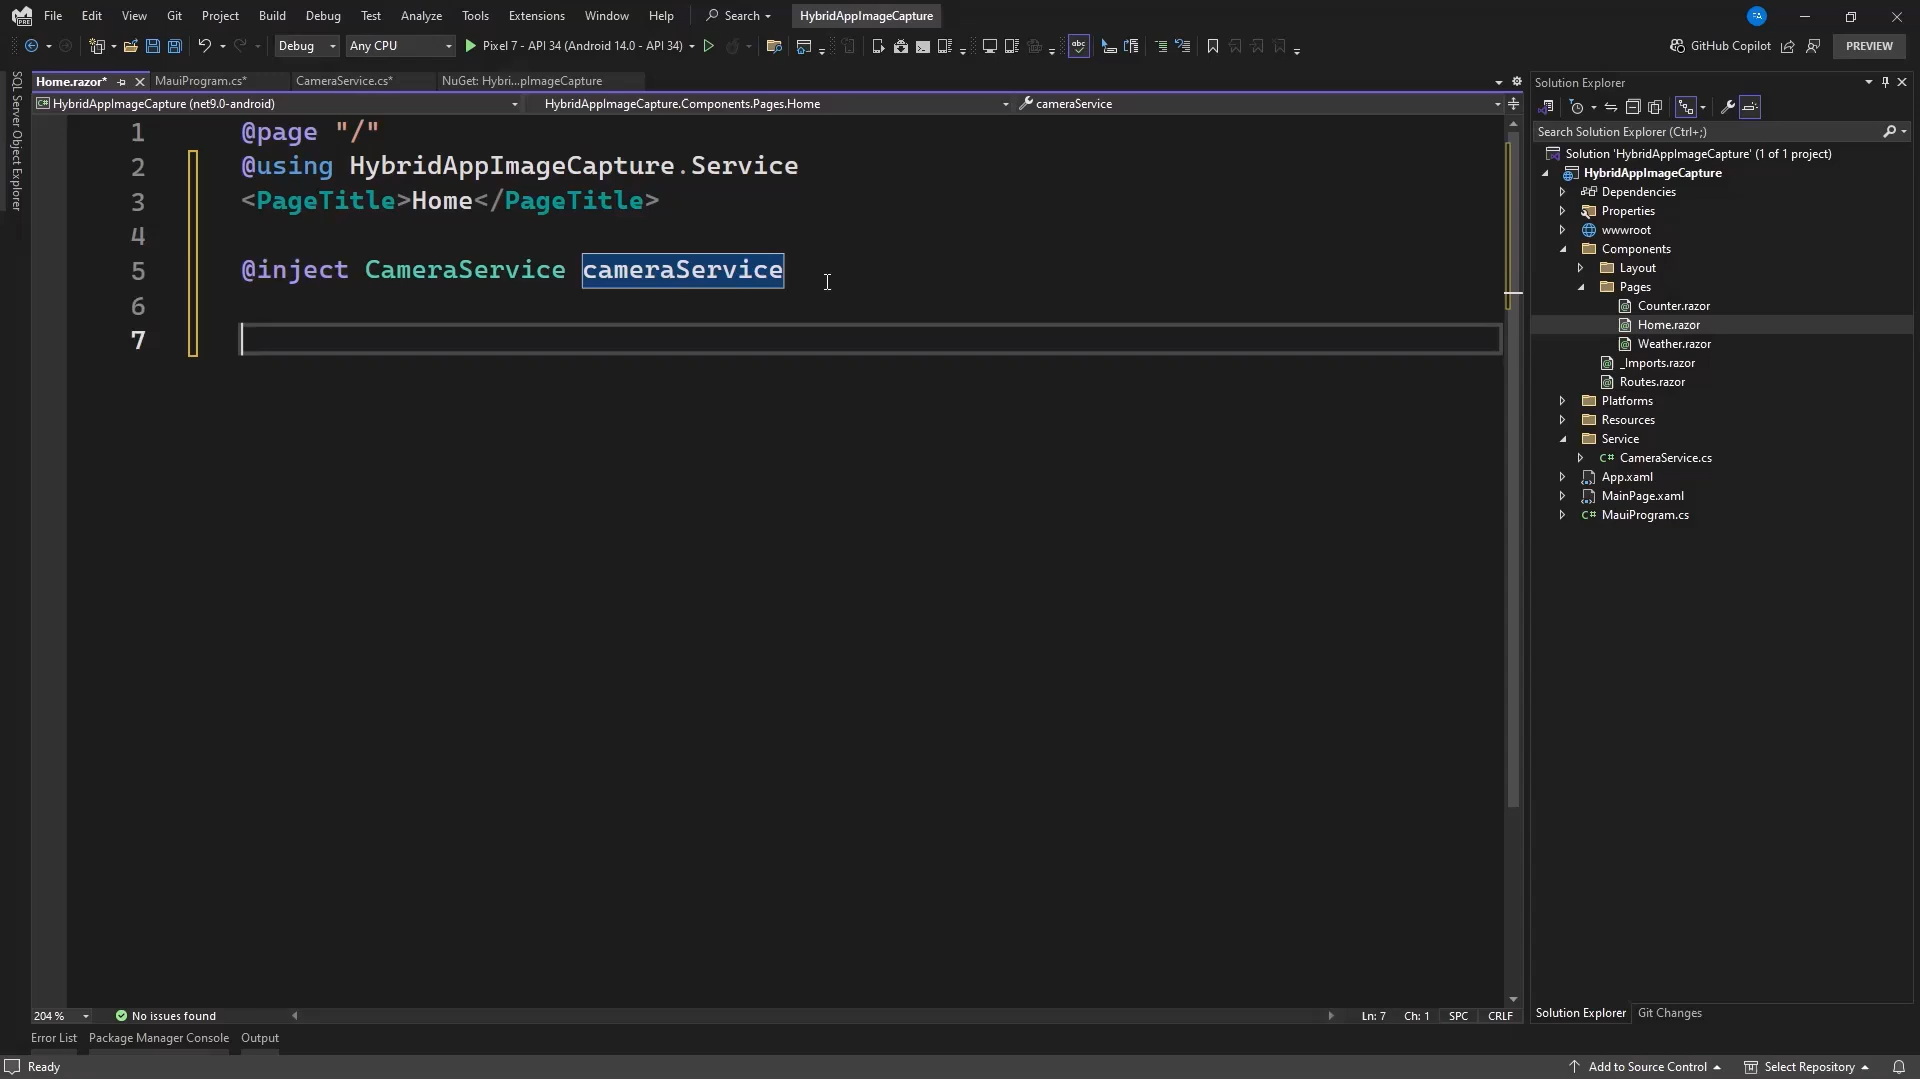 File Edit View Git Project Build Debug Test Analyze Tools Extensions Window Help Search HybridAppImageCapture FA
Debug Any CPU Pixel 7 - API 34 (Android 14.0 - API 34) abc GitHub Copilot PREVIEW
SQL Server Object Explorer
Home.razor* MauiProgram.cs* CameraService.cs* NuGet: Hybri...pImageCapture
HybridAppImageCapture (net9.0-android) HybridAppImageCapture.Components.Pages.Home cameraService
1 @page "/"
2 @using HybridAppImageCapture.Service
3 <PageTitle>Home</PageTitle>
4
5 @inject CameraService cameraService
6
7
204 % No issues found Ln: 7 Ch: 1 SPC CRLF
Error List Package Manager Console Output
Solution Explorer
Search Solution Explorer (Ctrl+;)
Solution 'HybridAppImageCapture' (1 of 1 project)
HybridAppImageCapture
Dependencies
Properties
wwwroot
Components
Layout
Pages
Counter.razor
Home.razor
Weather.razor
_Imports.razor
Routes.razor
Platforms
Resources
Service
C# CameraService.cs
App.xaml
MainPage.xaml
C# MauiProgram.cs
Solution Explorer Git Changes
Ready Add to Source Control Select Repository